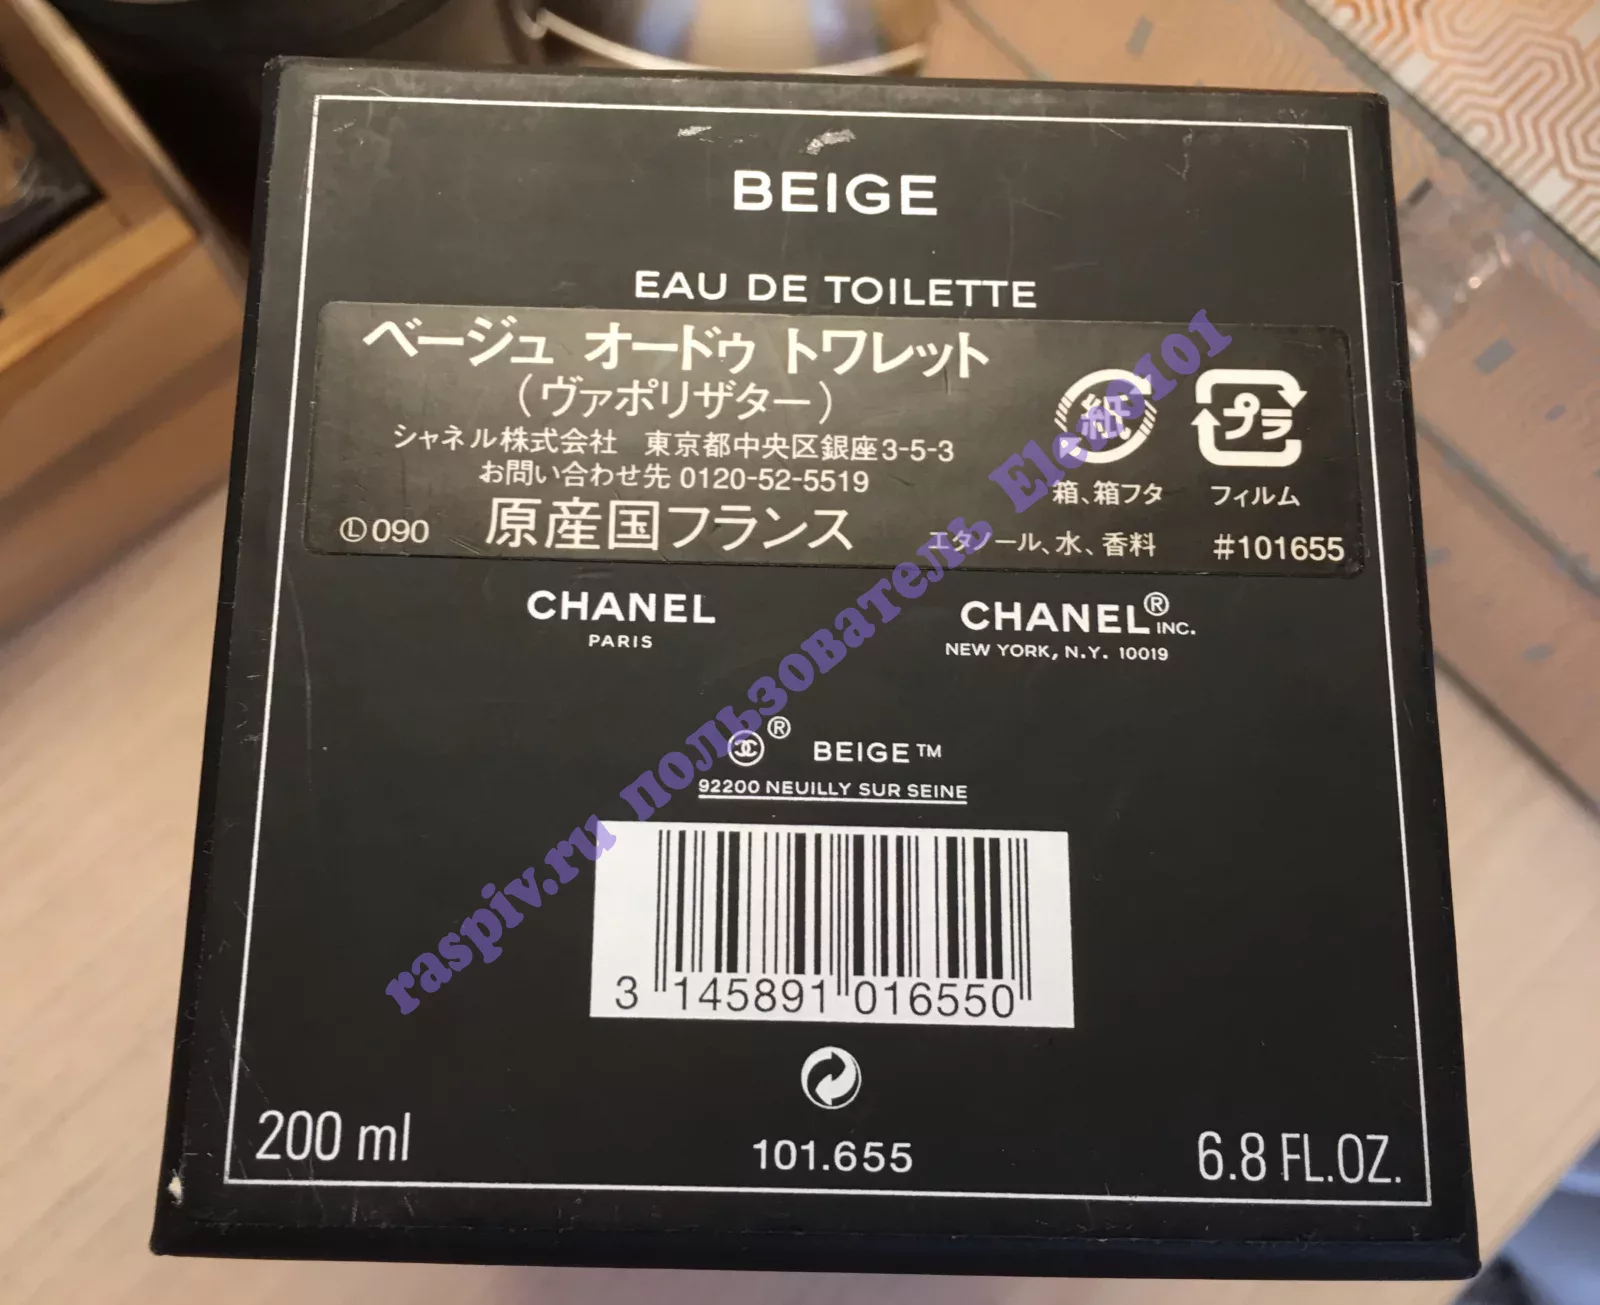 BEIGE
EAU DE TOILETTE
ベージュ オードゥ トワレット
（ヴァポリザター）
シャネル株式会社 東京都中央区銀座3-5-3
お問い合わせ先 0120-52-5519
Ⓛ090 原産国フランス
紙
箱、箱フタ
プラ
フィルム
エタノール、水、香料 #101655
CHANEL
PARIS
CHANEL® INC.
NEW YORK, N.Y. 10019
® BEIGE™
92200 NEUILLY SUR SEINE
3 145891 016550
200 ml
101.655
6.8 FL.OZ.
raspiv.ru пользователь Elen0101